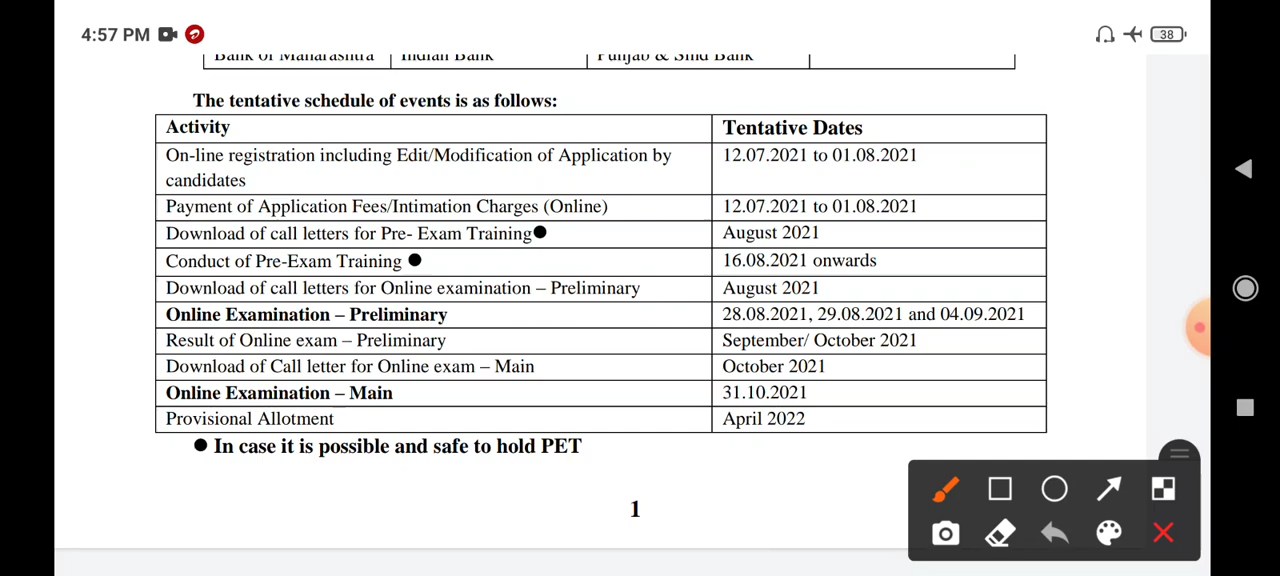 4:57 PM
38
Bank of Maharashtra Indian Bank Punjab & Sind Bank
The tentative schedule of events is as follows:
Activity Tentative Dates
On-line registration including Edit/Modification of Application by 12.07.2021 to 01.08.2021
candidates
Payment of Application Fees/Intimation Charges (Online) 12.07.2021 to 01.08.2021
Download of call letters for Pre- Exam Training● August 2021
Conduct of Pre-Exam Training ● 16.08.2021 onwards
Download of call letters for Online examination – Preliminary August 2021
Online Examination – Preliminary 28.08.2021, 29.08.2021 and 04.09.2021
Result of Online exam – Preliminary September/ October 2021
Download of Call letter for Online exam – Main October 2021
Online Examination – Main 31.10.2021
Provisional Allotment April 2022
● In case it is possible and safe to hold PET
1